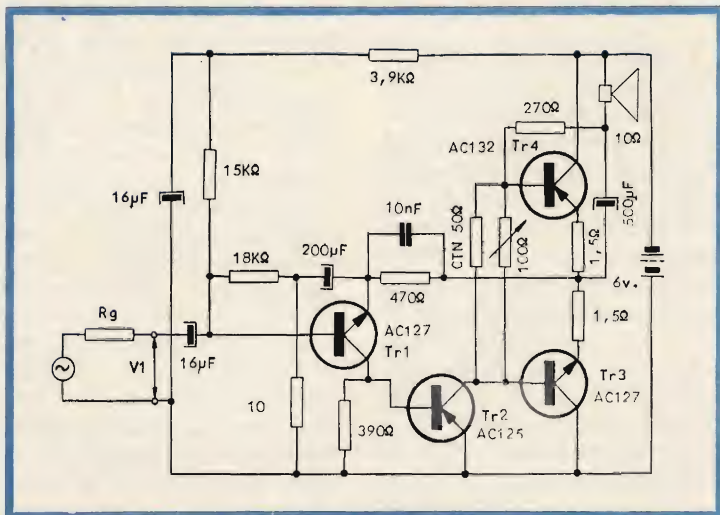 3,9KΩ
270Ω
10Ω
AC132 Tr4
15KΩ
16µF
10nF
CTN 50Ω
100Ω
1,5Ω
500µF
200µF
18KΩ
470Ω
6v.
1,5Ω
Rg
AC127
Tr1
V1
16µF
Tr3
AC127
10
390Ω
Tr2
AC125